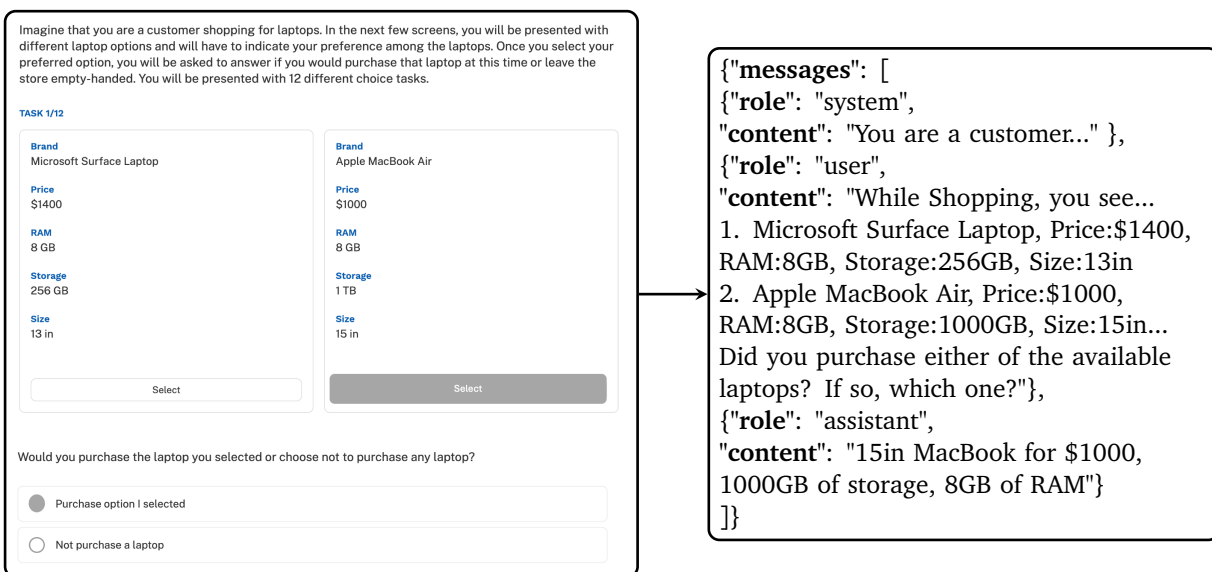 Imagine that you are a customer shopping for laptops. In the next few screens, you will be presented with
different laptop options and will have to indicate your preference among the laptops. Once you select your
preferred option, you will be asked to answer if you would purchase that laptop at this time or leave the
store empty-handed. You will be presented with 12 different choice tasks.
TASK 1/12
Brand
Microsoft Surface Laptop
Price
$1400
RAM
8 GB
Storage
256 GB
Size
13 in
Select
Brand
Apple MacBook Air
Price
$1000
RAM
8 GB
Storage
1 TB
Size
15 in
Select
Would you purchase the laptop you selected or choose not to purchase any laptop?
Purchase option I selected
Not purchase a laptop
{"messages": [
{"role": "system",
"content": "You are a customer..." },
{"role": "user",
"content": "While Shopping, you see...
1. Microsoft Surface Laptop, Price:$1400,
RAM:8GB, Storage:256GB, Size:13in
2. Apple MacBook Air, Price:$1000,
RAM:8GB, Storage:1000GB, Size:15in...
Did you purchase either of the available
laptops? If so, which one?"},
{"role": "assistant",
"content": "15in MacBook for $1000,
1000GB of storage, 8GB of RAM"}
]}